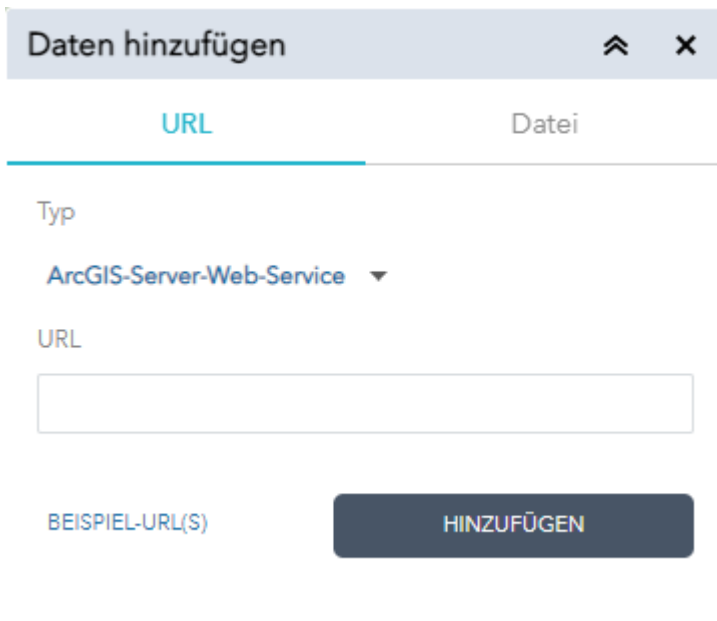 Daten hinzufügen
URL Datei
Typ
ArcGIS-Server-Web-Service
URL
BEISPIEL-URL(S) HINZUFÜGEN